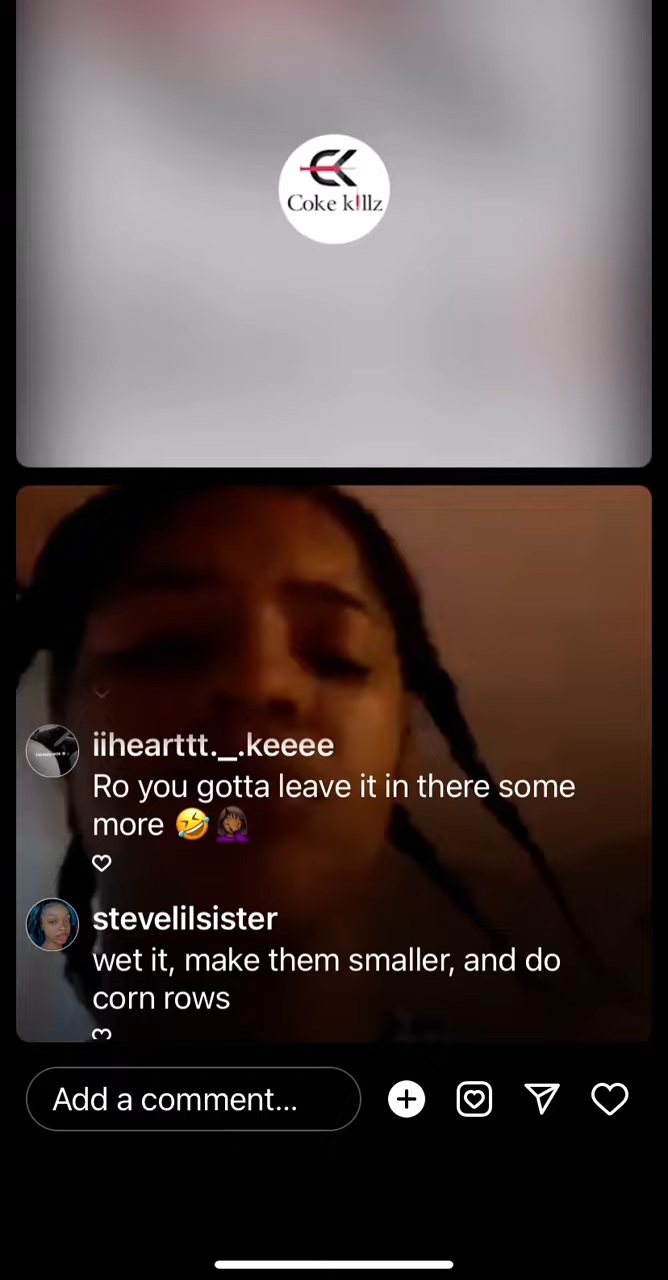 Coke k!llz
iihearttt._.keeee
Ro you gotta leave it in there some
more 🤣 🤦🏾‍♀️
stevelilsister
wet it, make them smaller, and do
corn rows
Add a comment...